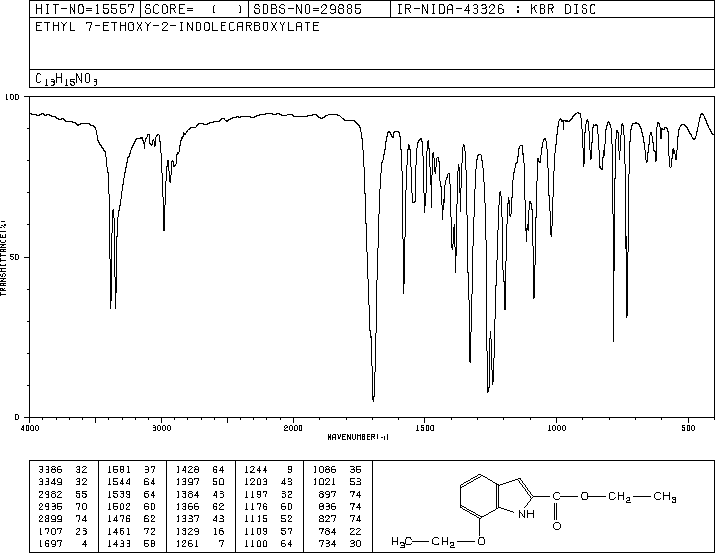 HIT-NO=15557 SCORE= ( ) SDBS-NO=29885 IR-NIDA-43326 : KBR DISC
ETHYL 7-ETHOXY-2-INDOLECARBOXYLATE
C13H15NO3
100
50
0
TRANSMITTANCE(%)
4000 3000 2000 1500 1000 500
WAVENUMBER(-1)
3386 32 1581 37 1428 64 1244 9 1086 35
3349 32 1544 64 1397 50 1203 43 1021 53
2982 55 1539 64 1384 43 1197 32 897 74
2935 70 1502 60 1366 62 1176 60 836 74
2899 74 1476 62 1337 43 1115 52 827 74
1707 23 1461 72 1329 16 1109 57 784 22
1697 4 1433 68 1261 7 1100 64 734 30
NH C O CH2 CH3
O
H3C CH2 O